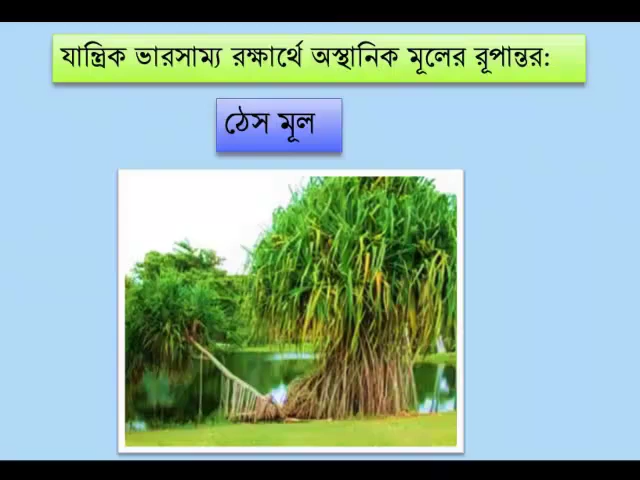 যান্ত্রিক ভারসাম্য রক্ষার্থে অস্থানিক মূলের রূপান্তর:
ঠেস মূল